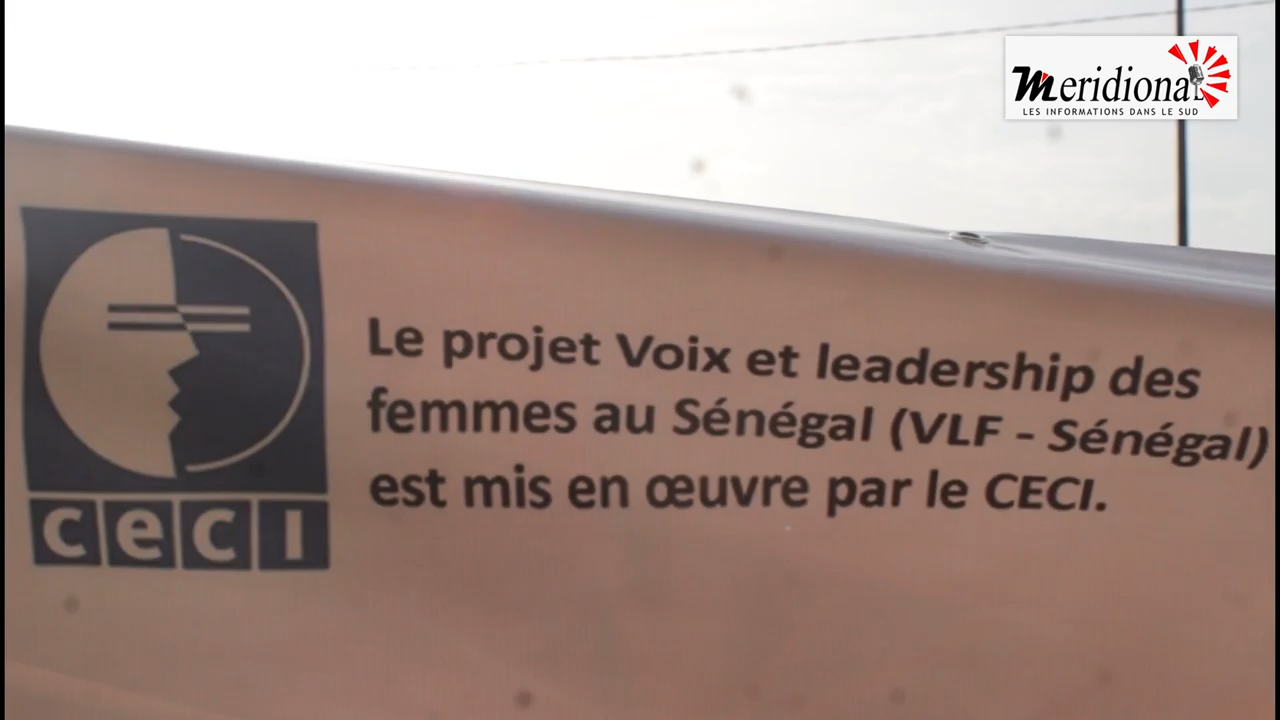 Meridional
LES INFORMATIONS DANS LE SUD
Le projet Voix et leadership des
femmes au Sénégal (VLF - Sénégal)
est mis en œuvre par le CECI.
ceci